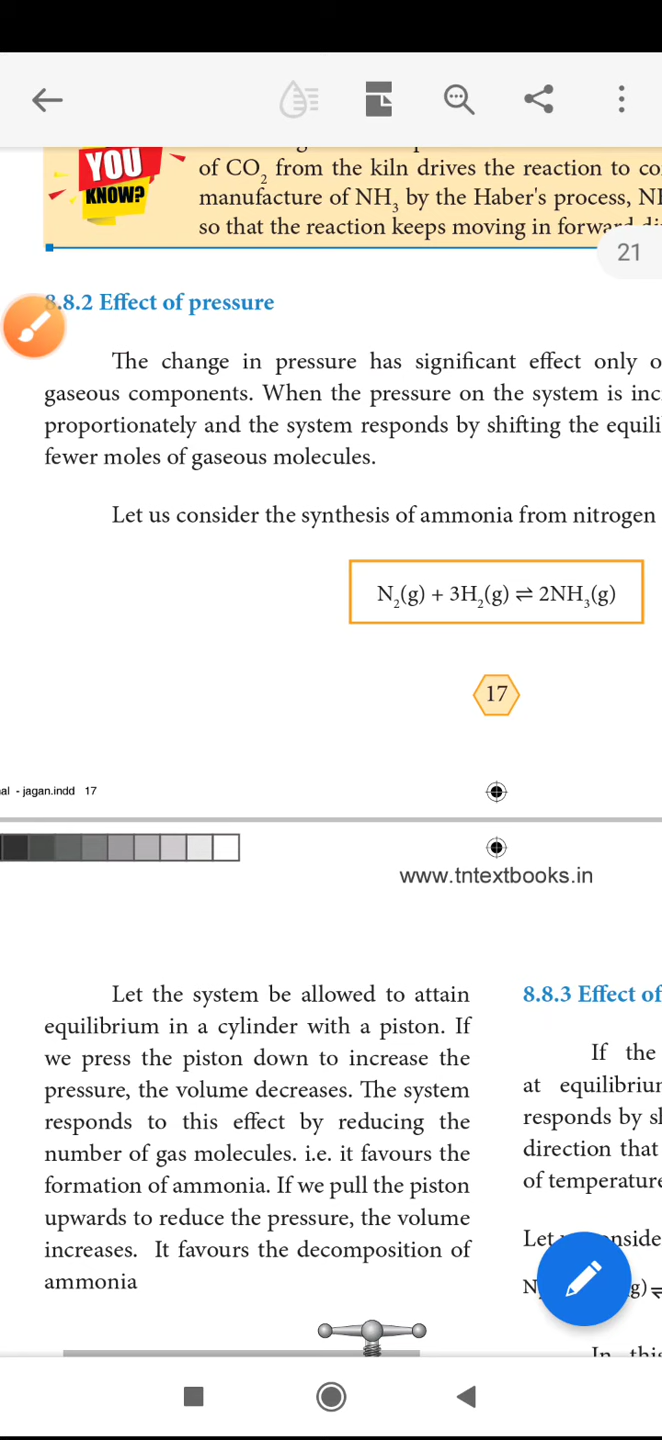 YOU
KNOW?
of CO₂ from the kiln drives the reaction to co
manufacture of NH₃ by the Haber's process,
so that the reaction keeps moving in
21
8.8.2 Effect of pressure
The change in pressure has significant effect only o
gaseous components. When the pressure on the system is inc
proportionately and the system responds by shifting the equili
fewer moles of gaseous molecules.
Let us consider the synthesis of ammonia from nitrogen
N₂(g) + 3H₂(g) ⇌ 2NH₃(g)
17
al - jagan.indd 17
www.tntextbooks.in
Let the system be allowed to attain
equilibrium in a cylinder with a piston. If
we press the piston down to increase the
pressure, the volume decreases. The system
responds to this effect by reducing the
number of gas molecules. i.e. it favours the
formation of ammonia. If we pull the piston
upwards to reduce the pressure, the volume
increases. It favours the decomposition of
ammonia
8.8.3 Effect of
If the
at equilibriu
responds by s
direction that
of temperature
Let
In this